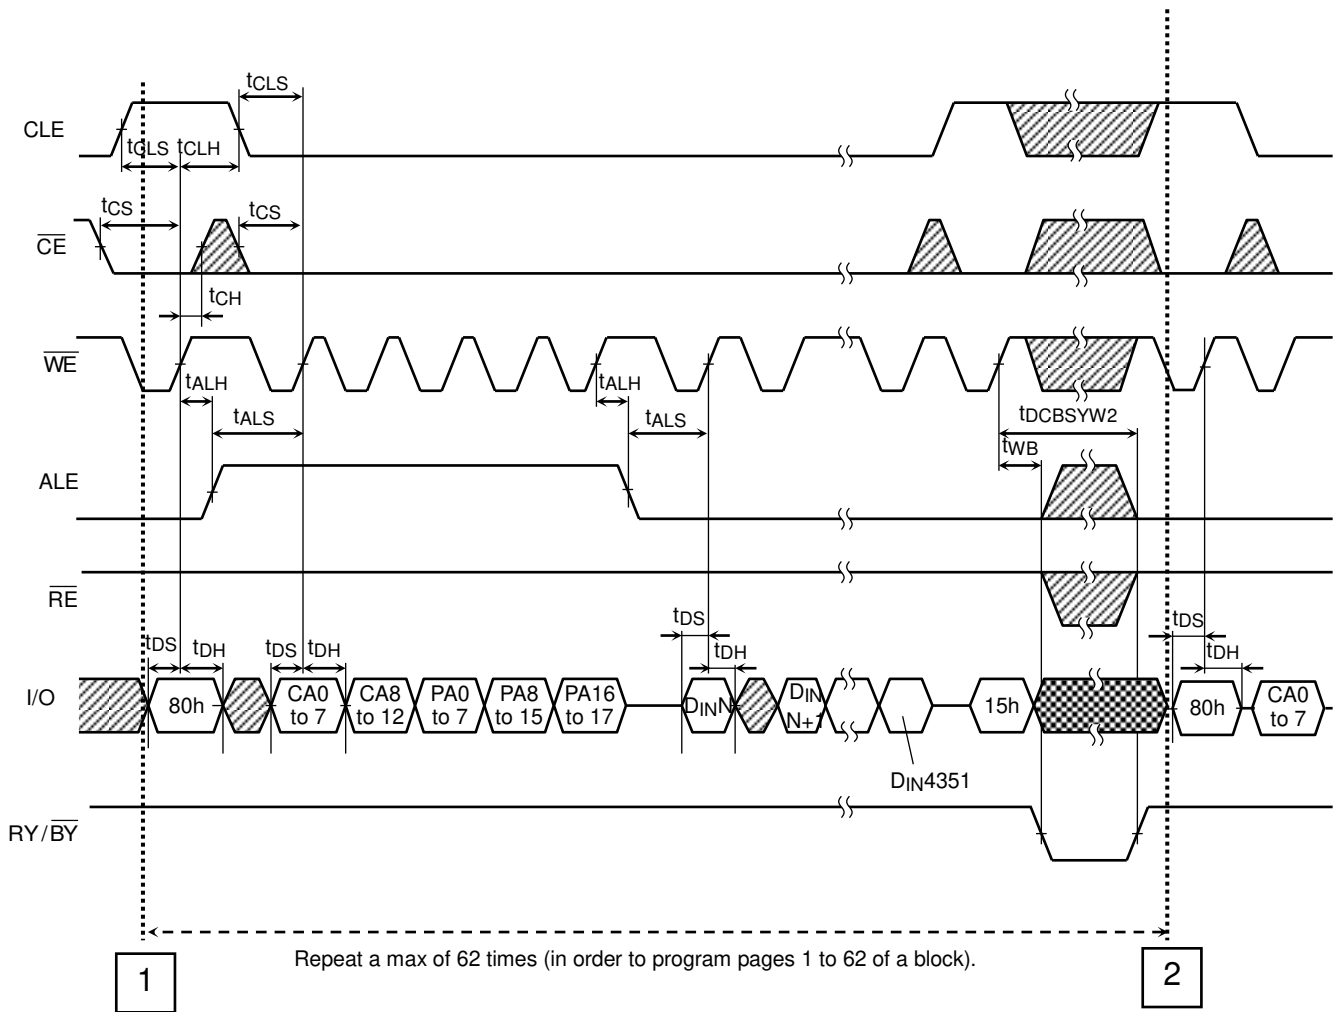 tCLS
CLE
tCLS tCLH
tCS tCS
CE
tCH
WE
tALH tALH
tALS tALS
tDCBSYW2
tWB
ALE
RE
tDS tDH tDS tDH tDS tDH tDS tDH
I/O
80h
CA0 to 7
CA8 to 12
PA0 to 7
PA8 to 15
PA16 to 17
DINN
DIN N+1
15h
80h
CA0 to 7
DIN4351
RY/BY
Repeat a max of 62 times (in order to program pages 1 to 62 of a block).
1
2